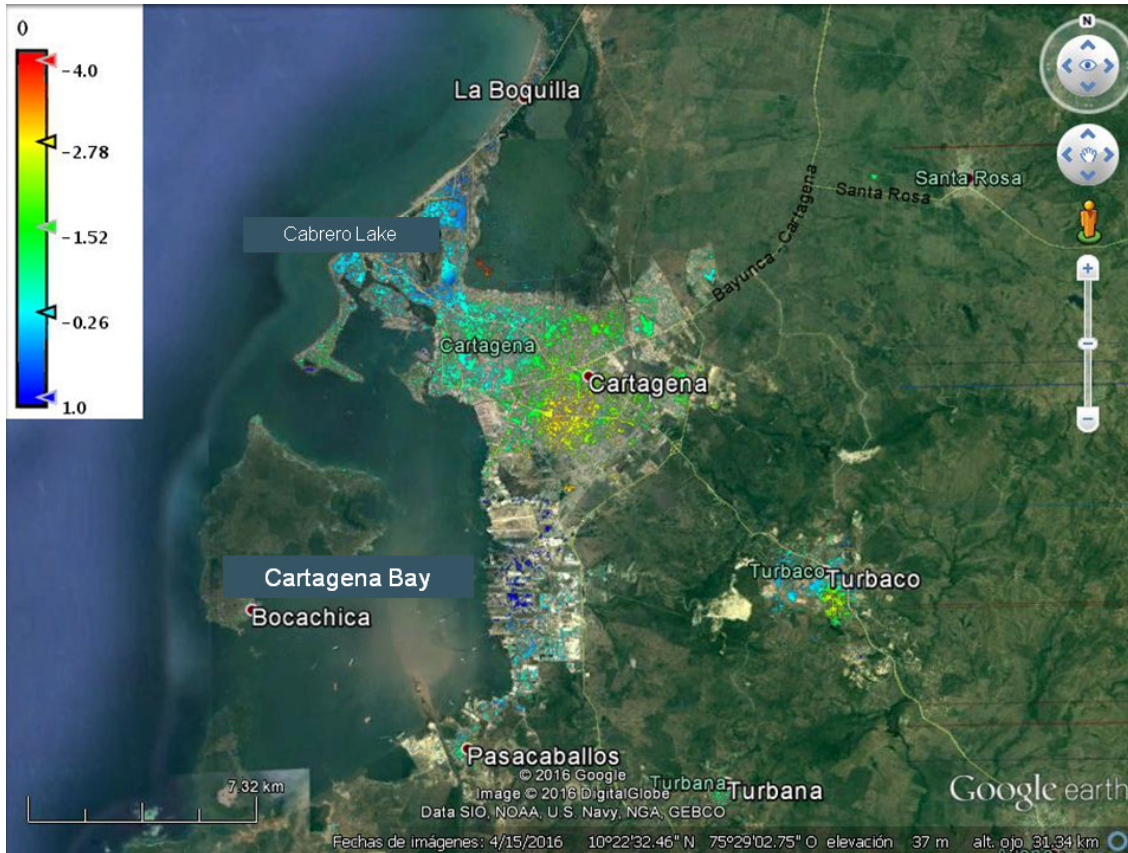 0
-4.0
-2.78
-1.52
-0.26
1.0
N
La Boquilla
Santa Rosa
Santa Rosa
Bayunca - Cartagena
Cabrero Lake
Cartagena
Cartagena
Cartagena Bay
Bocachica
Turbaco
Turbaco
Pasacaballos
Turbana
Turbana
7.32 km
© 2016 Google
Image © 2016 DigitalGlobe
Data SIO, NOAA, U.S. Navy, NGA, GEBCO
Google earth
Fechas de imágenes: 4/15/2016 10°22'32.46" N 75°29'02.75" O elevación 37 m alt. ojo 31.34 km